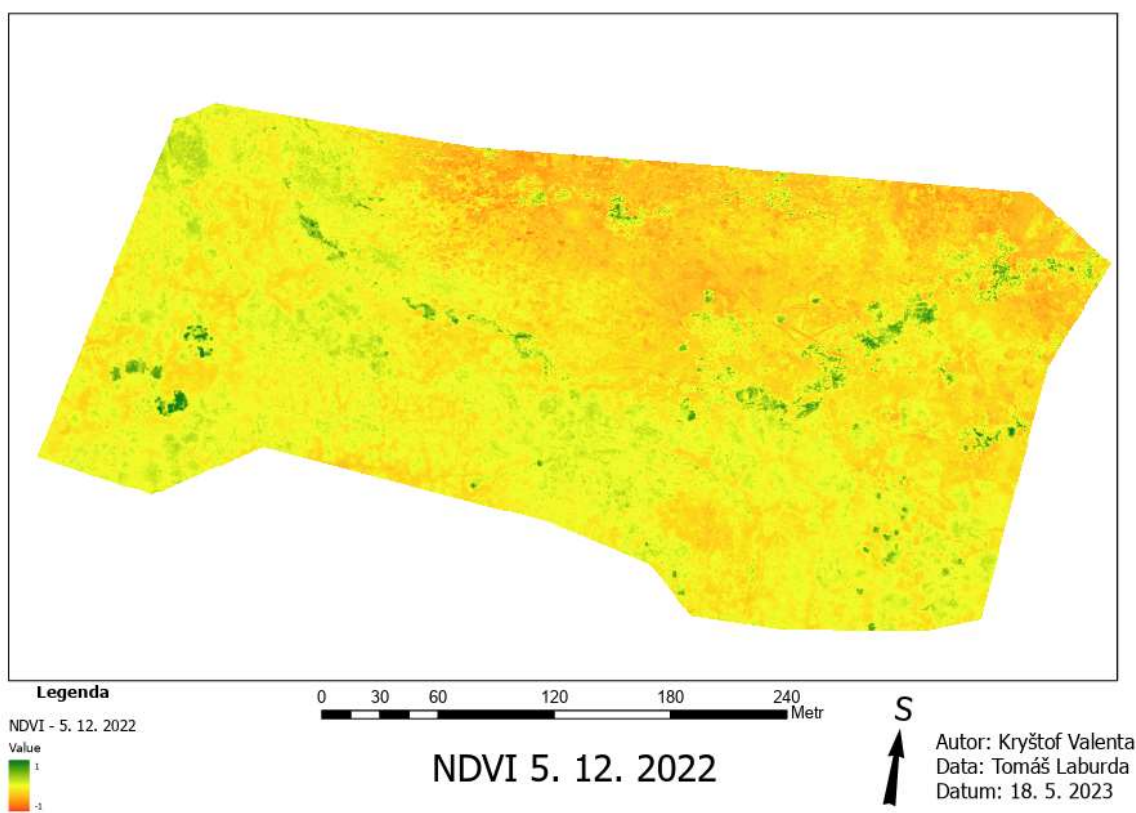 Legenda
NDVI - 5. 12. 2022
Value
1
-1
0 30 60 120 180 240
Metr
NDVI 5. 12. 2022
S
Autor: Kryštof Valenta
Data: Tomáš Laburda
Datum: 18. 5. 2023